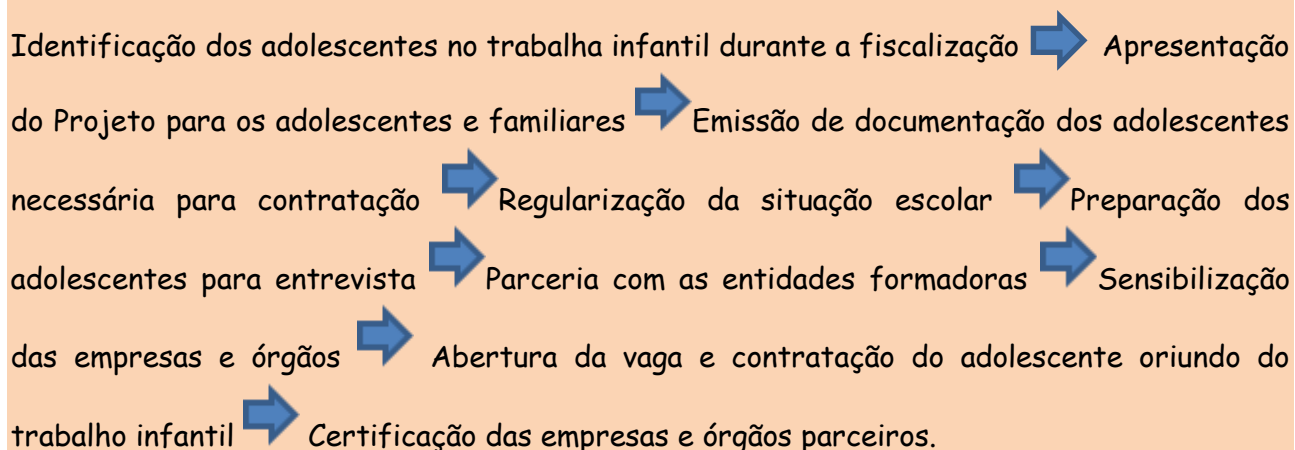 Identificação dos adolescentes no trabalha infantil durante a fiscalização Apresentação
do Projeto para os adolescentes e familiares Emissão de documentação dos adolescentes
necessária para contratação Regularização da situação escolar Preparação dos
adolescentes para entrevista Parceria com as entidades formadoras Sensibilização
das empresas e órgãos Abertura da vaga e contratação do adolescente oriundo do
trabalho infantil Certificação das empresas e órgãos parceiros.